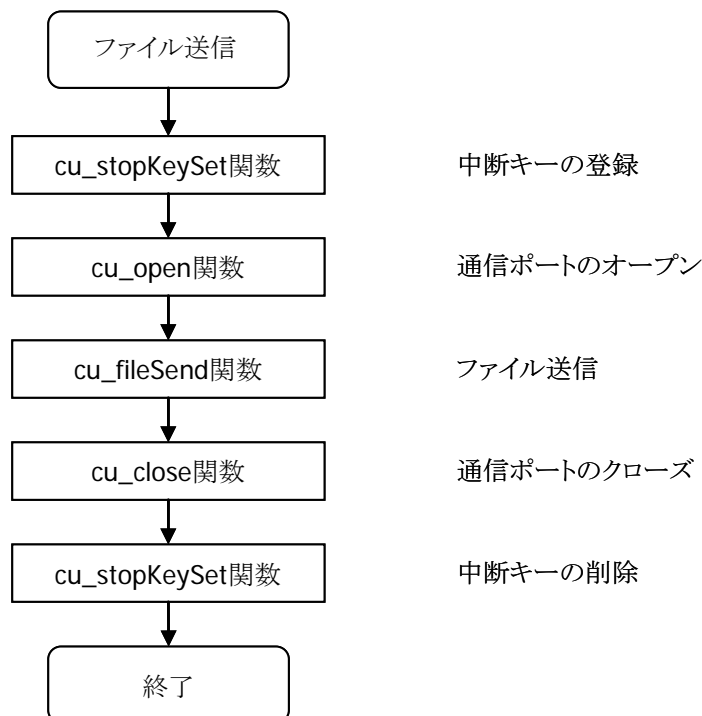 ファイル送信
cu_stopKeySet関数 中断キーの登録
cu_open関数 通信ポートのオープン
cu_fileSend関数 ファイル送信
cu_close関数 通信ポートのクローズ
cu_stopKeySet関数 中断キーの削除
終了